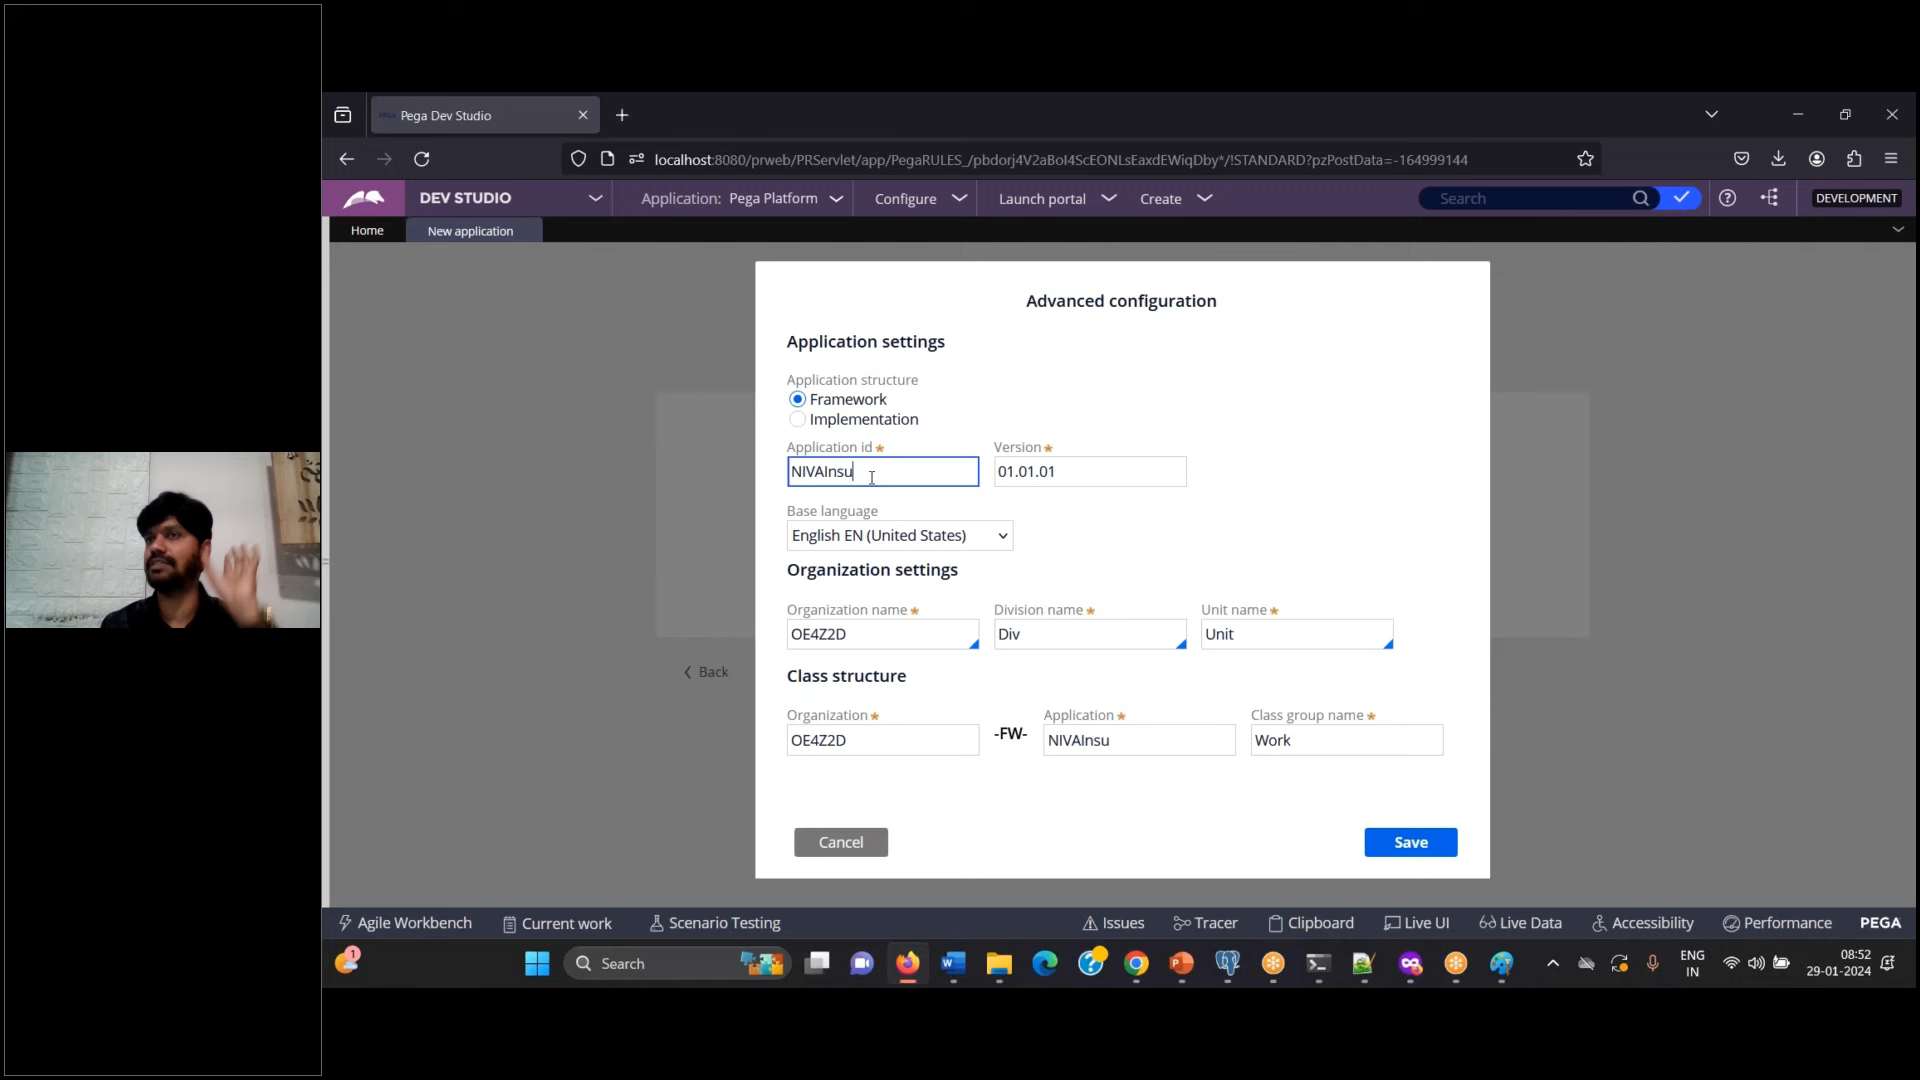 Pega Dev Studio
localhost:8080/prweb/PRServlet/app/PegaRULES_/pbdorj4V2aBoI4ScEONLsEaxdEWiqDby*/!STANDARD?pzPostData=-164999144
DEV STUDIO Application: Pega Platform Configure Launch portal Create Search DEVELOPMENT
Home New application
Advanced configuration
Application settings
Application structure
Framework
Implementation
Application id * Version *
NIVAInsu 01.01.01
Base language
English EN (United States)
Organization settings
Organization name * Division name * Unit name *
OE4Z2D Div Unit
Back
Class structure
Organization * Application * Class group name *
OE4Z2D -FW- NIVAInsu Work
Cancel Save
Agile Workbench Current work Scenario Testing Issues Tracer Clipboard Live UI Live Data Accessibility Performance PEGA
1 Search ENG 08:52
IN 29-01-2024